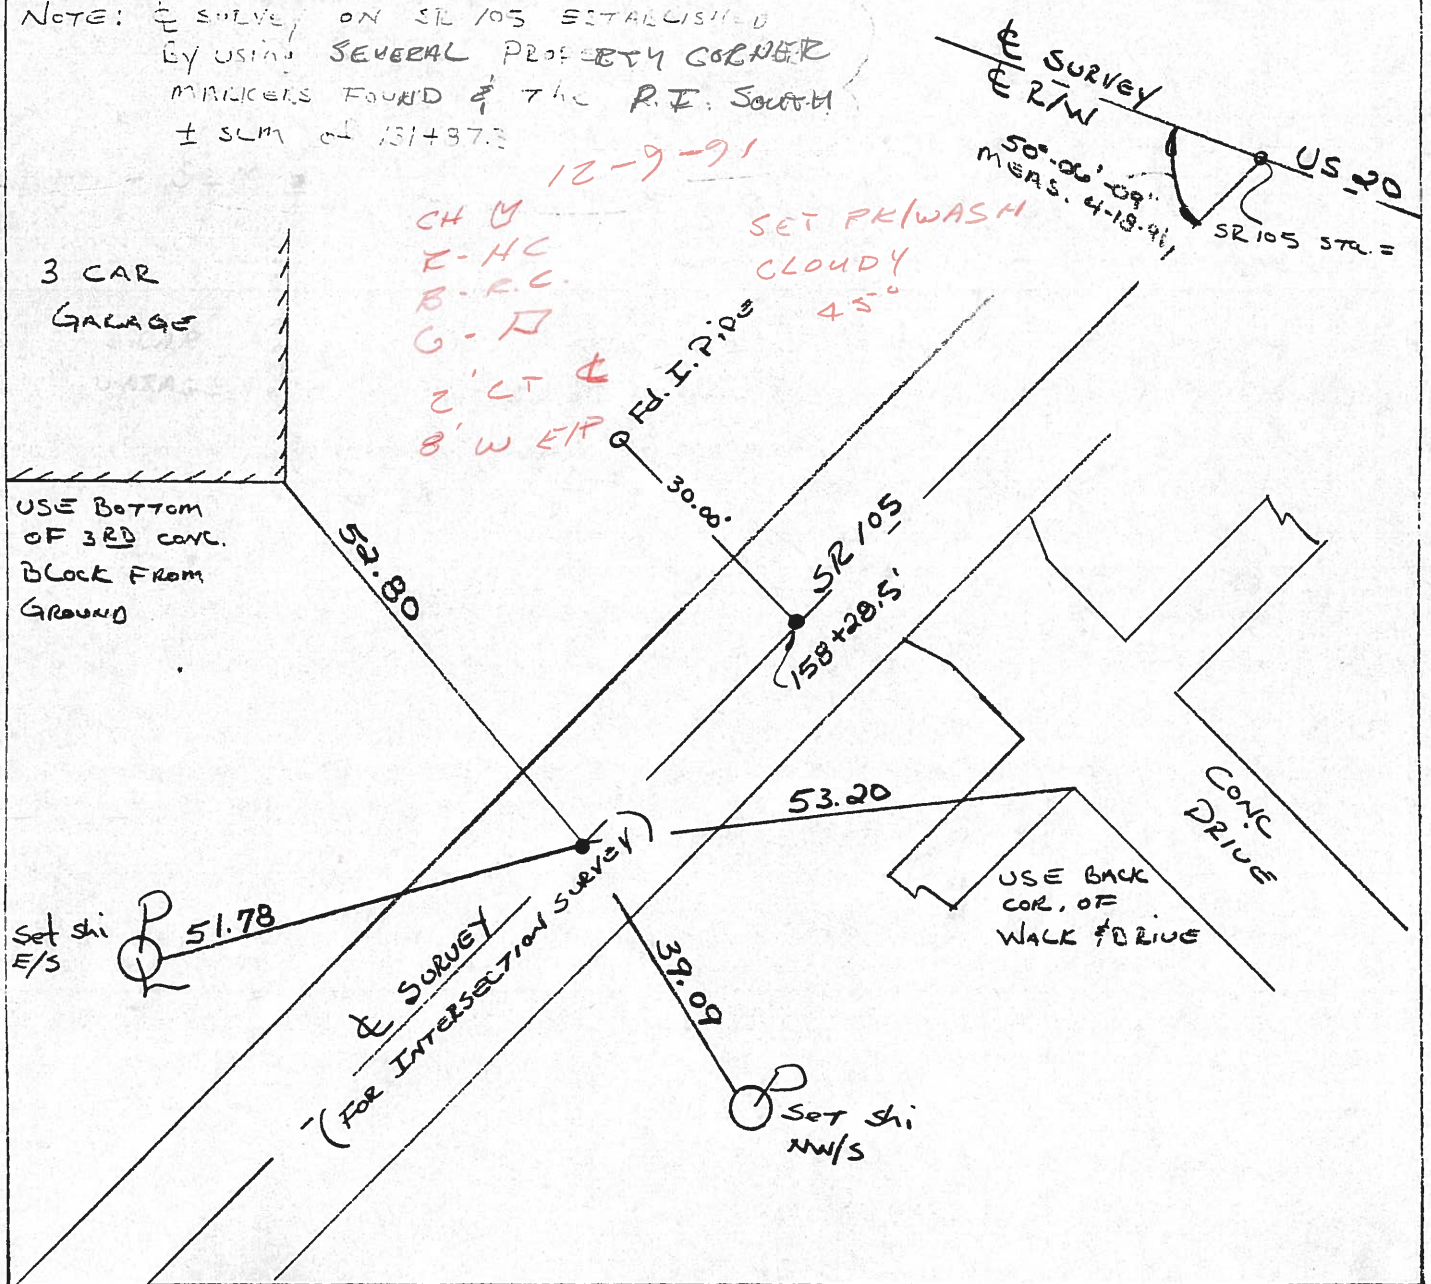 NOTE: ℄ SURVEY ON SR 105 ESTABLISHED
By using SEVERAL PROPERTY CORNER
MARKERS FOUND & The P.I. SOUTH
± SLM of 131+87.3
12-9-91
CH
E-HC
B-R.C.
G-
2' CT ℄
8' W E/P
SET PK/WASH
CLOUDY
45°
℄ SURVEY
℄ R/W
US 20
50°-06'-09"
MEAS. 4-18-91
SR 105 STA. =
3 CAR
GARAGE
Fd. I. Pipe
30.0'
USE BOTTOM
OF 3RD CONC.
BLOCK FROM
GROUND
52.80
SR 105
158+28.5'
53.20
CONC
DRIVE
USE BACK
COR. OF
WALK & DRIVE
Set shi
E/S
51.78
℄ SURVEY
(FOR INTERSECTION SURVEY)
39.09
Set shi
NW/S